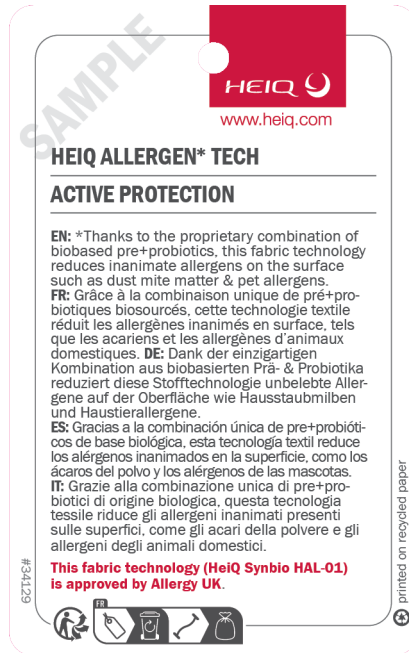 SAMPLE
HEIQ
www.heiq.com
HEIQ ALLERGEN* TECH
ACTIVE PROTECTION
EN: *Thanks to the proprietary combination of
biobased pre+probiotics, this fabric technology
reduces inanimate allergens on the surface
such as dust mite matter & pet allergens.
FR: Grâce à la combinaison unique de pré+pro-
biotiques biosourcés, cette technologie textile
réduit les allergènes inanimés en surface, tels
que les acariens et les allergènes d’animaux
domestiques. DE: Dank der einzigartigen
Kombination aus biobasierten Prä- & Probiotika
reduziert diese Stofftechnologie unbelebte Aller-
gene auf der Oberfläche wie Hausstaubmilben
und Haustierallergene.
ES: Gracias a la combinación única de pre+probióti-
cos de base biológica, esta tecnología textil reduce
los alérgenos inanimados en la superficie, como los
ácaros del polvo y los alérgenos de las mascotas.
IT: Grazie alla combinazione unica di pre+pro-
biotici di origine biologica, questa tecnologia
tessile riduce gli allergeni inanimati presenti
sulle superfici, come gli acari della polvere e gli
allergeni degli animali domestici.
This fabric technology (HeiQ Synbio HAL-01)
is approved by Allergy UK.
#34129
printed on recycled paper
FR